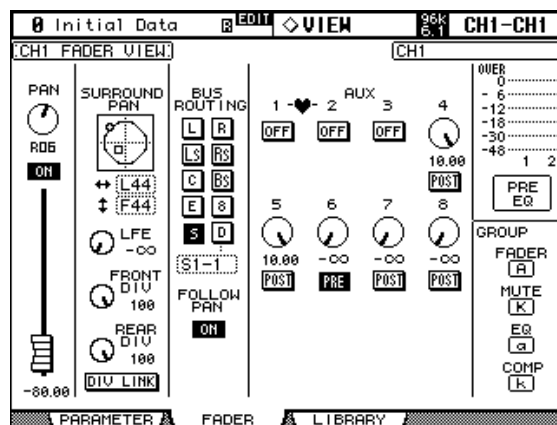 0 Initial Data EDIT ◇VIEW 96K 6.1 CH1-CH1
CH1 FADER VIEW CH1
PAN
R06
ON
-80.00
SURROUND
PAN
↔ L44
↕ F44
LFE
-∞
FRONT
DIV
100
REAR
DIV
100
DIV LINK
BUS
ROUTING
L R
LS RS
C BS
E 8
S D
S1-1
FOLLOW
PAN
ON
AUX
1 -♥- 2 3 4
OFF OFF OFF
10.00
POST
5 6 7 8
10.00 -∞ -∞ -∞
POST PRE POST POST
OVER
0
-6
-12
-18
-30
-48
1 2
PRE
EQ
GROUP
FADER
A
MUTE
K
EQ
a
COMP
k
PARAMETER FADER LIBRARY